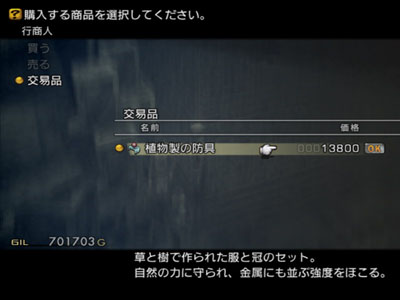 購入する商品を選択してください。
行商人
買う
売る
交易品
交易品
名前 価格
植物製の防具 00013800 OK
GIL 701703G
草と樹で作られた服と冠のセット。
自然の力に守られ、金属にも並ぶ強度をほこる。